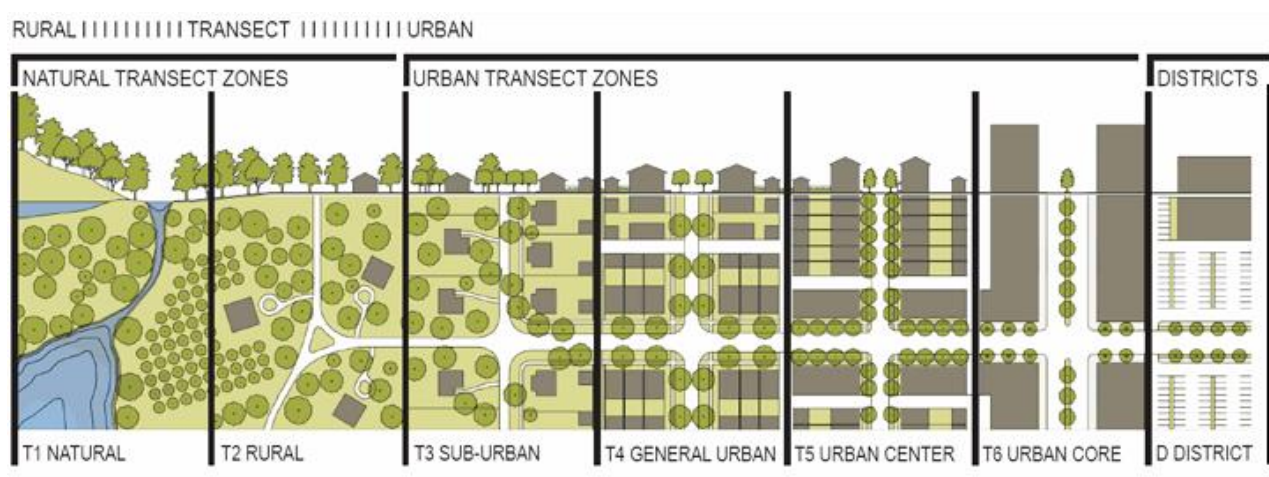 RURAL I I I I I I I I I I TRANSECT I I I I I I I I I I URBAN
NATURAL TRANSECT ZONES
URBAN TRANSECT ZONES
DISTRICTS
T1 NATURAL
T2 RURAL
T3 SUB-URBAN
T4 GENERAL URBAN
T5 URBAN CENTER
T6 URBAN CORE
D DISTRICT